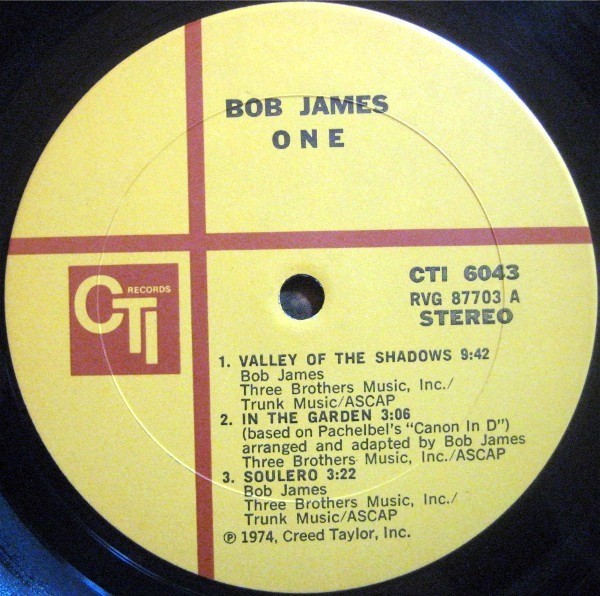 BOB JAMES
ONE
CTI RECORDS
CTI 6043
RVG 87703 A
STEREO
1. VALLEY OF THE SHADOWS 9:42
Bob James
Three Brothers Music, Inc./
Trunk Music/ASCAP
2. IN THE GARDEN 3:06
(based on Pachelbel's "Canon In D")
arranged and adapted by Bob James
Three Brothers Music, Inc./ASCAP
3. SOULERO 3:22
Bob James
Three Brothers Music, Inc./
Trunk Music/ASCAP
℗ 1974, Creed Taylor, Inc.